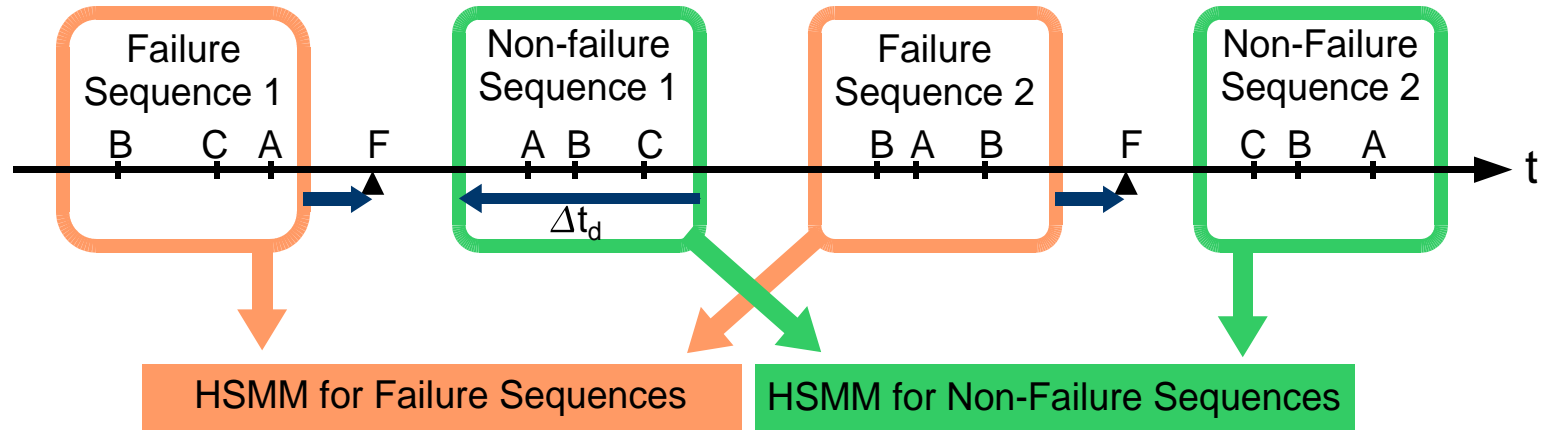 Failure
Sequence 1
Non-failure
Sequence 1
Failure
Sequence 2
Non-Failure
Sequence 2
B C A F A B C B A B F C B A
t
Δt_d
HSMM for Failure Sequences
HSMM for Non-Failure Sequences